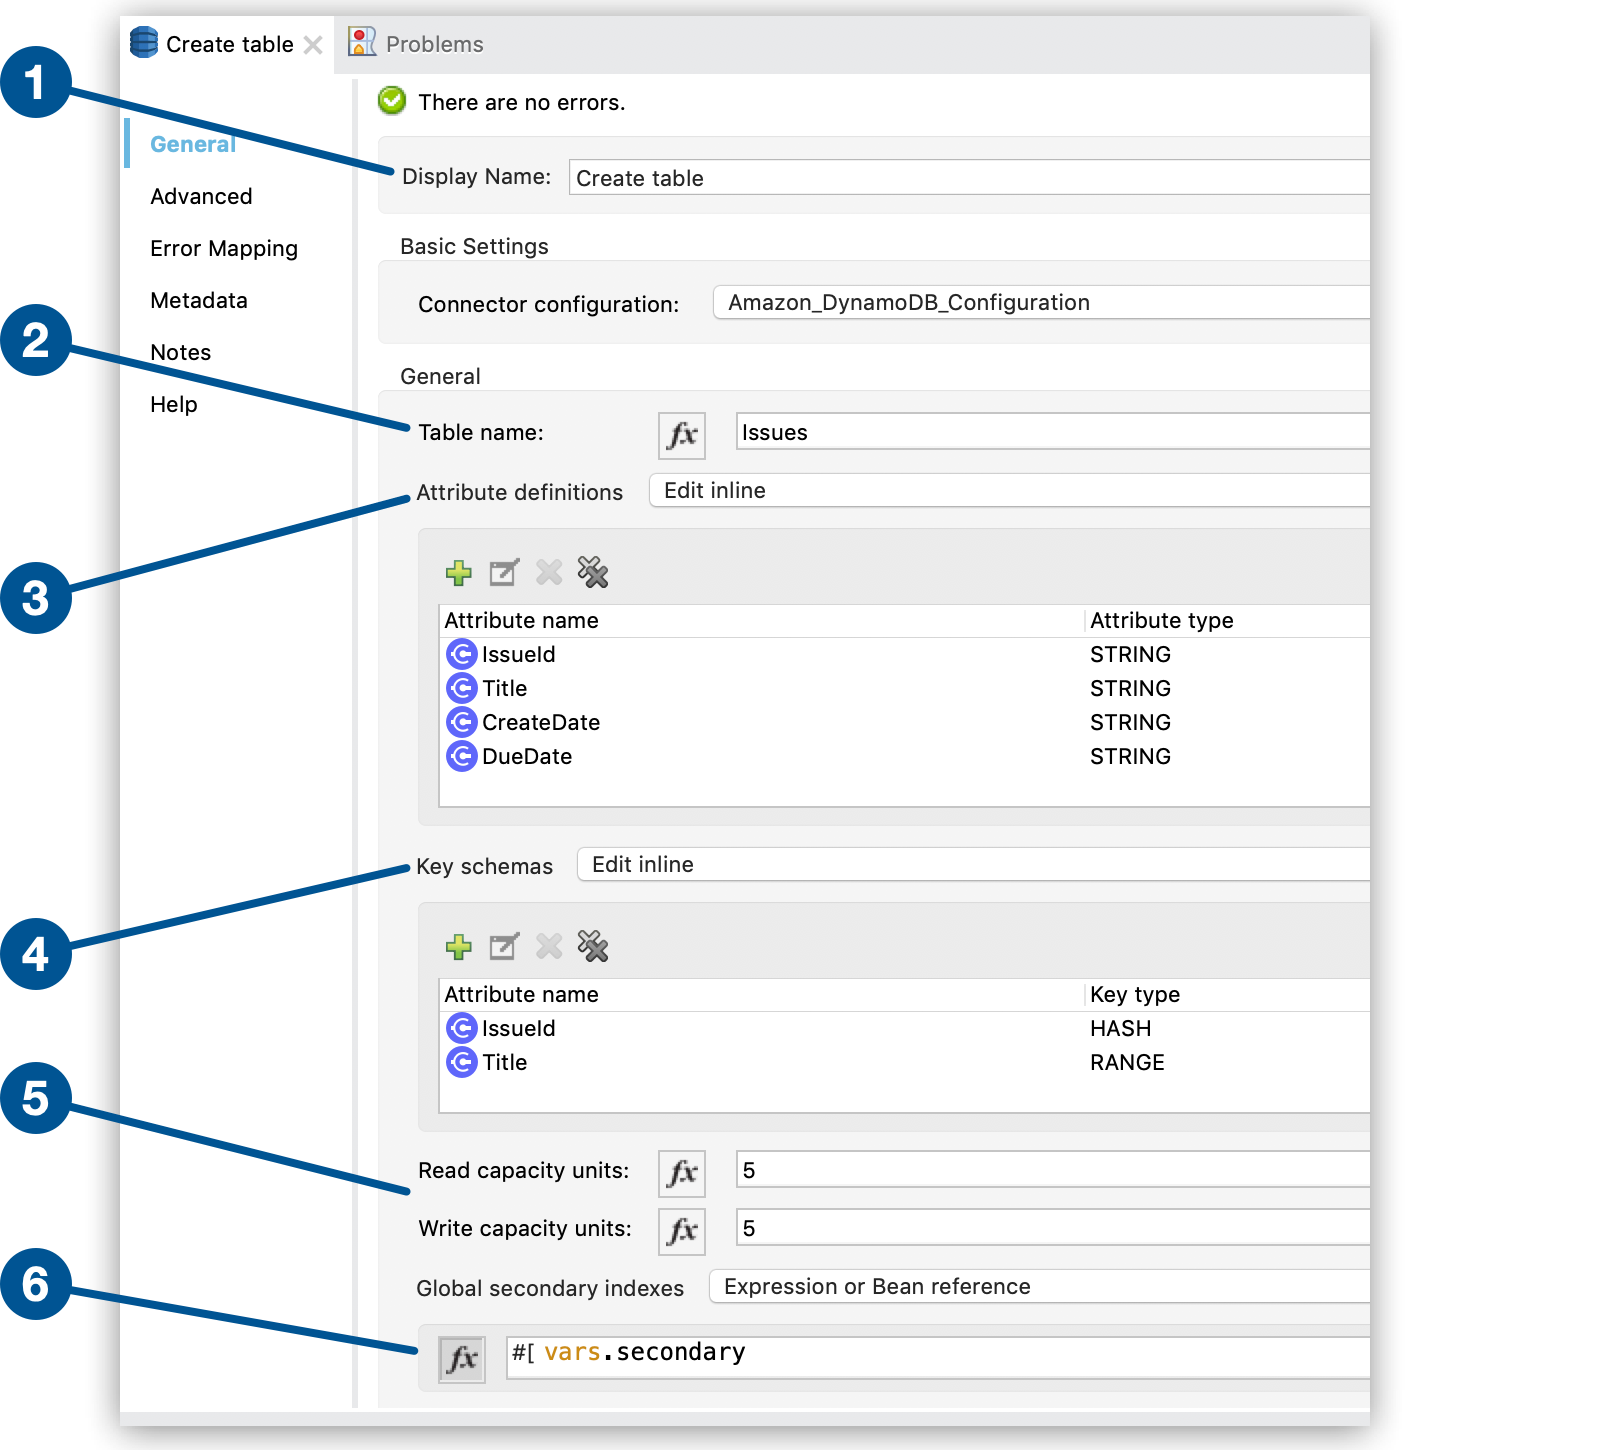 Create table
Problems
1
There are no errors.
General
Display Name: Create table
Advanced
Basic Settings
Error Mapping
Connector configuration: Amazon_DynamoDB_Configuration
Metadata
2
Notes
General
Help
Table name: fx Issues
Attribute definitions Edit inline
3
Attribute name Attribute type
IssueId STRING
Title STRING
CreateDate STRING
DueDate STRING
Key schemas Edit inline
4
Attribute name Key type
IssueId HASH
Title RANGE
5
Read capacity units: fx 5
Write capacity units: fx 5
6
Global secondary indexes Expression or Bean reference
fx #[ vars.secondary